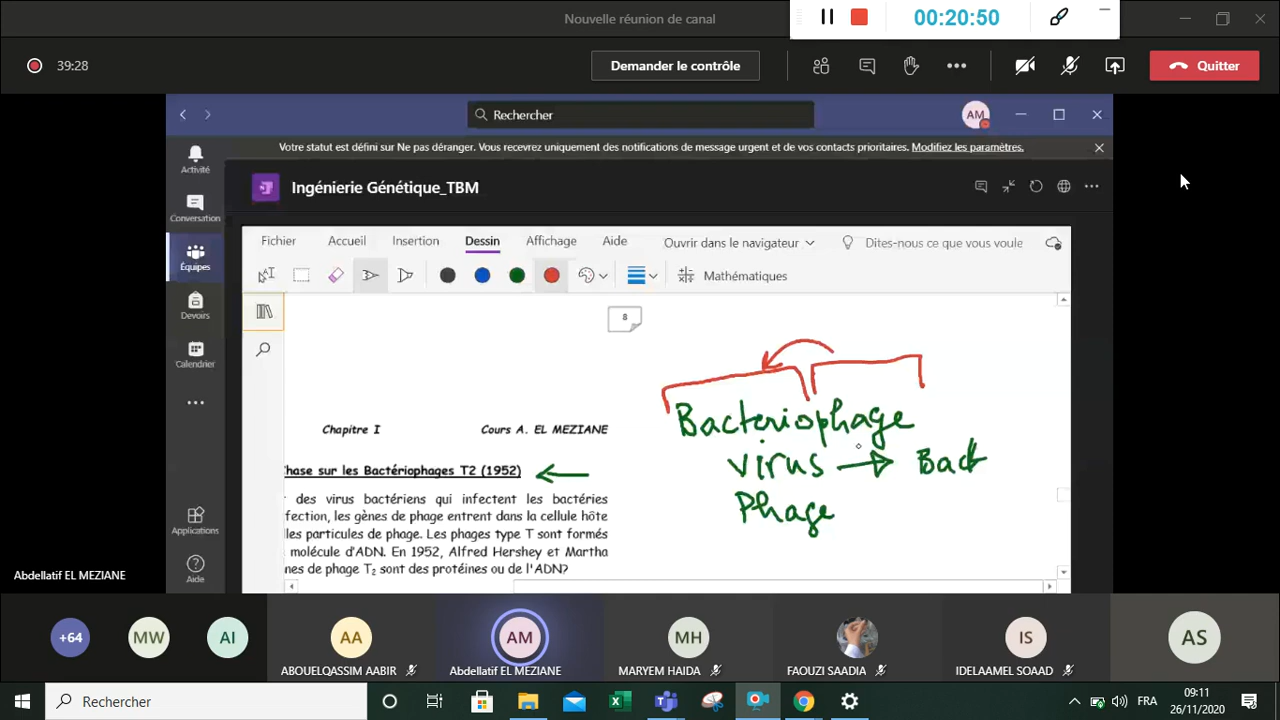 Nouvelle réunion de canal
00:20:50
39:28
Demander le contrôle
Quitter
Rechercher
AM
Votre statut est défini sur Ne pas déranger. Vous recevrez uniquement des notifications de message urgent et de vos contacts prioritaires. Modifiez les paramètres.
Activité
Ingénierie Génétique_TBM
Conversation
Fichier
Accueil
Insertion
Dessin
Affichage
Aide
Ouvrir dans le navigateur
Dites-nous ce que vous voule
Équipes
Mathématiques
Devoirs
8
Calendrier
Bacteriophage
Chapitre I
Cours A. EL MEZIANE
virus → Bact
Chase sur les Bactériophages T2 (1952)
Phage
des virus bactériens qui infectent les bactéries
fection, les gènes de phage entrent dans la cellule hôte
lles particules de phage. Les phages type T sont formés
molécule d'ADN. En 1952, Alfred Hershey et Martha
nes de phage T2 sont des protéines ou de l'ADN?
Applications
Aide
Abdellatif EL MEZIANE
+64
MW
AI
AA
AM
MH
IS
AS
ABOUELQASSIM AABIR
Abdellatif EL MEZIANE
MARYEM HAIDA
FAOUZI SAADIA
IDELAAMEL SOAAD
Rechercher
FRA
09:11
26/11/2020